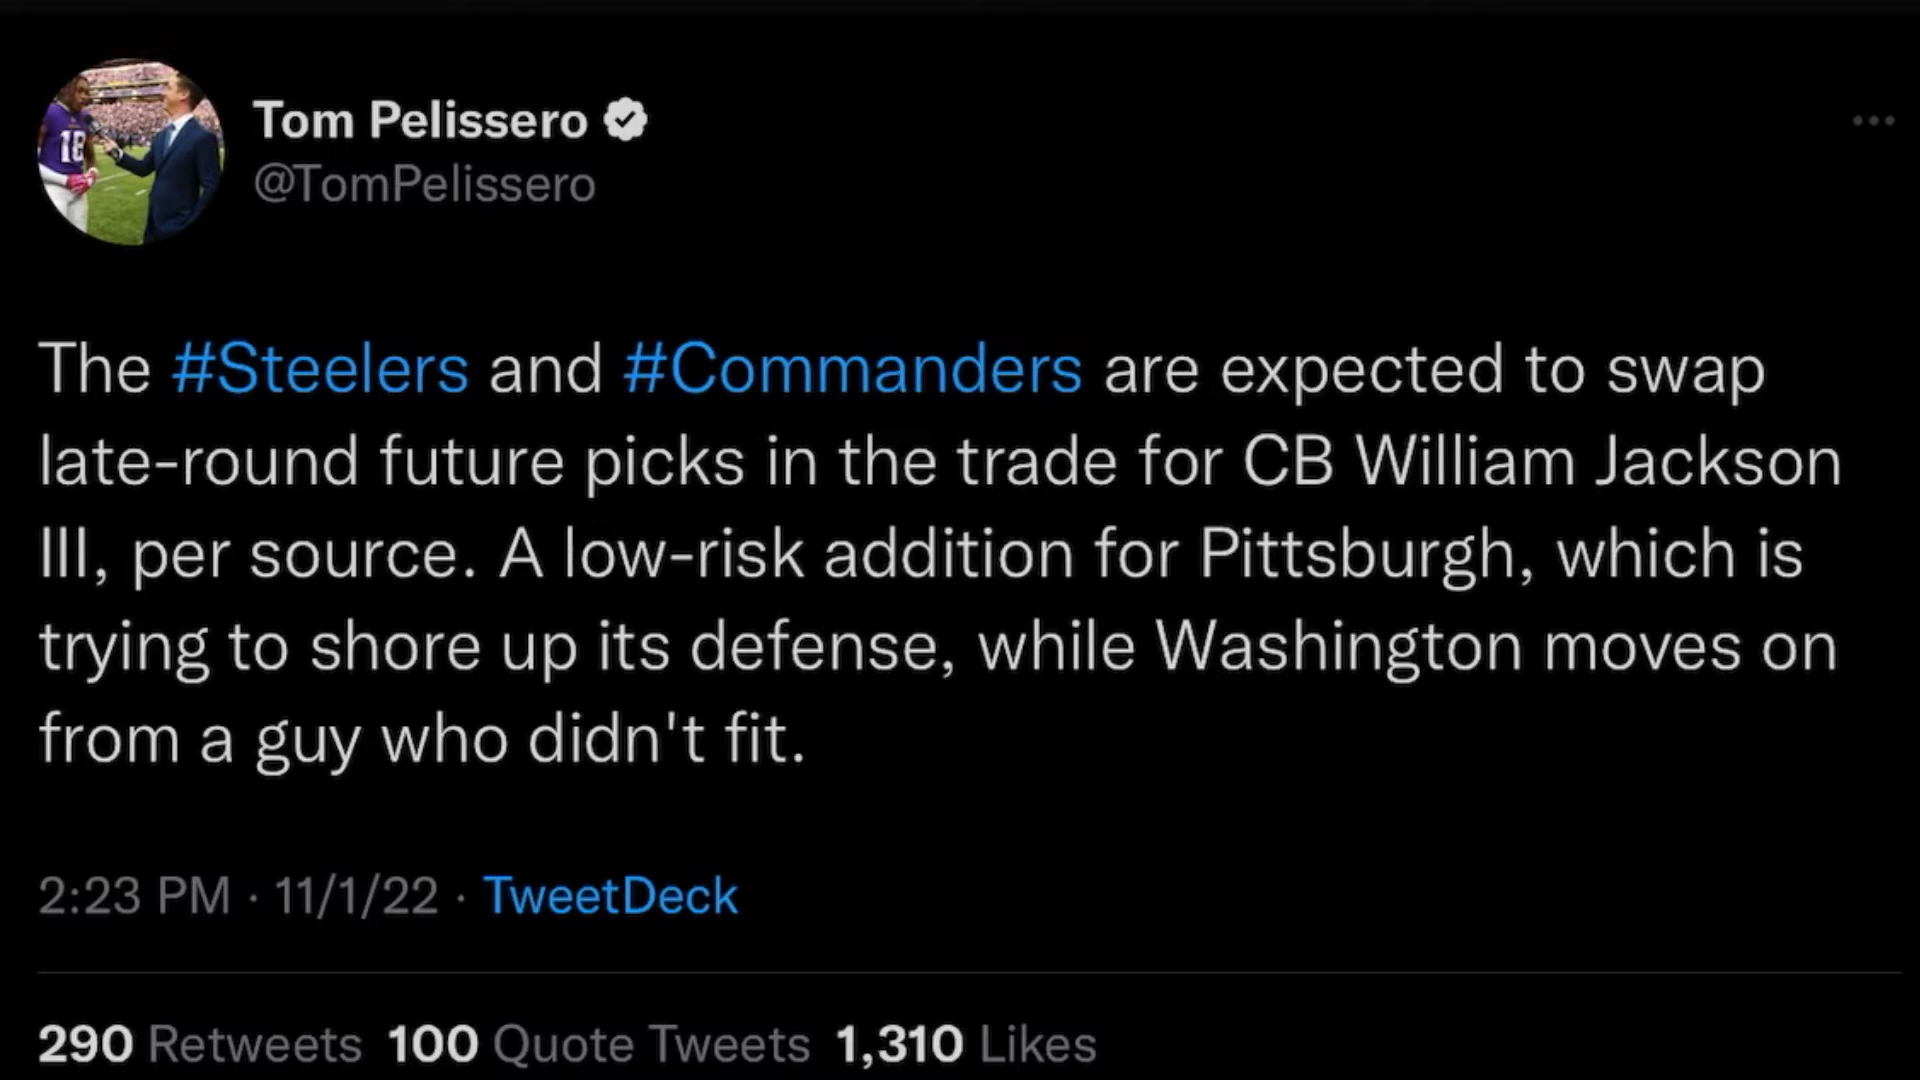 Tom Pelissero
@TomPelissero
The #Steelers and #Commanders are expected to swap
late-round future picks in the trade for CB William Jackson
III, per source. A low-risk addition for Pittsburgh, which is
trying to shore up its defense, while Washington moves on
from a guy who didn't fit.
2:23 PM · 11/1/22 · TweetDeck
290 Retweets 100 Quote Tweets 1,310 Likes
18